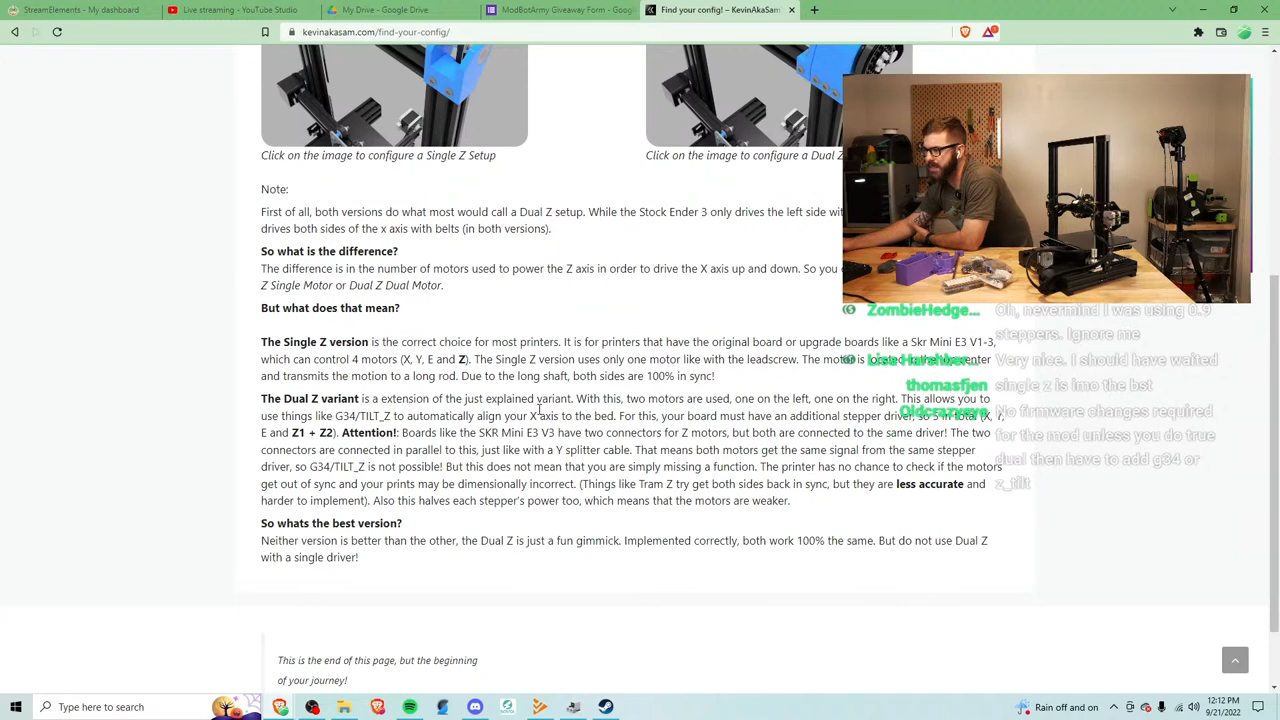 StreamElements - My Dashboard
Live streaming - YouTube Studio
My Drive - Google Drive
ModBotArmy Giveaway Form - Googl
Find your config! – KevinAkaSam
kevinakasam.com/find-your-config/
Click on the image to configure a Single Z Setup
Click on the image to configure a Dual Z
Note:
First of all, both versions do what most would call a Dual Z setup. While the Stock Ender 3 only drives the left side wit
drives both sides of the x axis with belts (in both versions).
So what is the difference?
The difference is in the number of motors used to power the Z axis in order to drive the X axis up and down. So you
Z Single Motor or Dual Z Dual Motor.
But what does that mean?
The Single Z version is the correct choice for most printers. It is for printers that have the original board or upgrade boards like a Skr Mini E3 V1-3,
which can control 4 motors (X, Y, E and Z). The Single Z version uses only one motor like with the leadscrew. The motor is located in the center
and transmits the motion to a long rod. Due to the long shaft, both sides are 100% in sync!
The Dual Z variant is a extension of the just explained variant. With this, two motors are used, one on the left, one on the right. This allows you to
use things like G34/TILT_Z to automatically align your X axis to the bed. For this, your board must have an additional stepper driver, so 5 in total (X, Y,
E and Z1 + Z2). Attention!: Boards like the SKR Mini E3 V3 have two connectors for Z motors, but both are connected to the same driver! The two
connectors are connected in parallel to this, just like with a Y splitter cable. That means both motors get the same signal from the same stepper
driver, so G34/TILT_Z is not possible! But this does not mean that you are simply missing a function. The printer has no chance to check if the motors
get out of sync and your prints may be dimensionally incorrect. (Things like Tram Z try get both sides back in sync, but they are less accurate and
harder to implement). Also this halves each stepper's power too, which means that the motors are weaker.
So whats the best version?
Neither version is better than the other, the Dual Z is just a fun gimmick. Implemented correctly, both work 100% the same. But do not use Dual Z
with a single driver!
This is the end of this page, but the beginning
of your journey!
ZombieHedge... Oh, nevermind I was using 0.9
steppers. Ignore me
Very nice. I should have waited
thomasfjen single z is imo the bst
Oldcrazyeye No firmware changes required
for the mod unless you do true
dual then have to add g34 or
z_tilt
Type here to search
Rain off and on
12:12 PM
9/21/2022